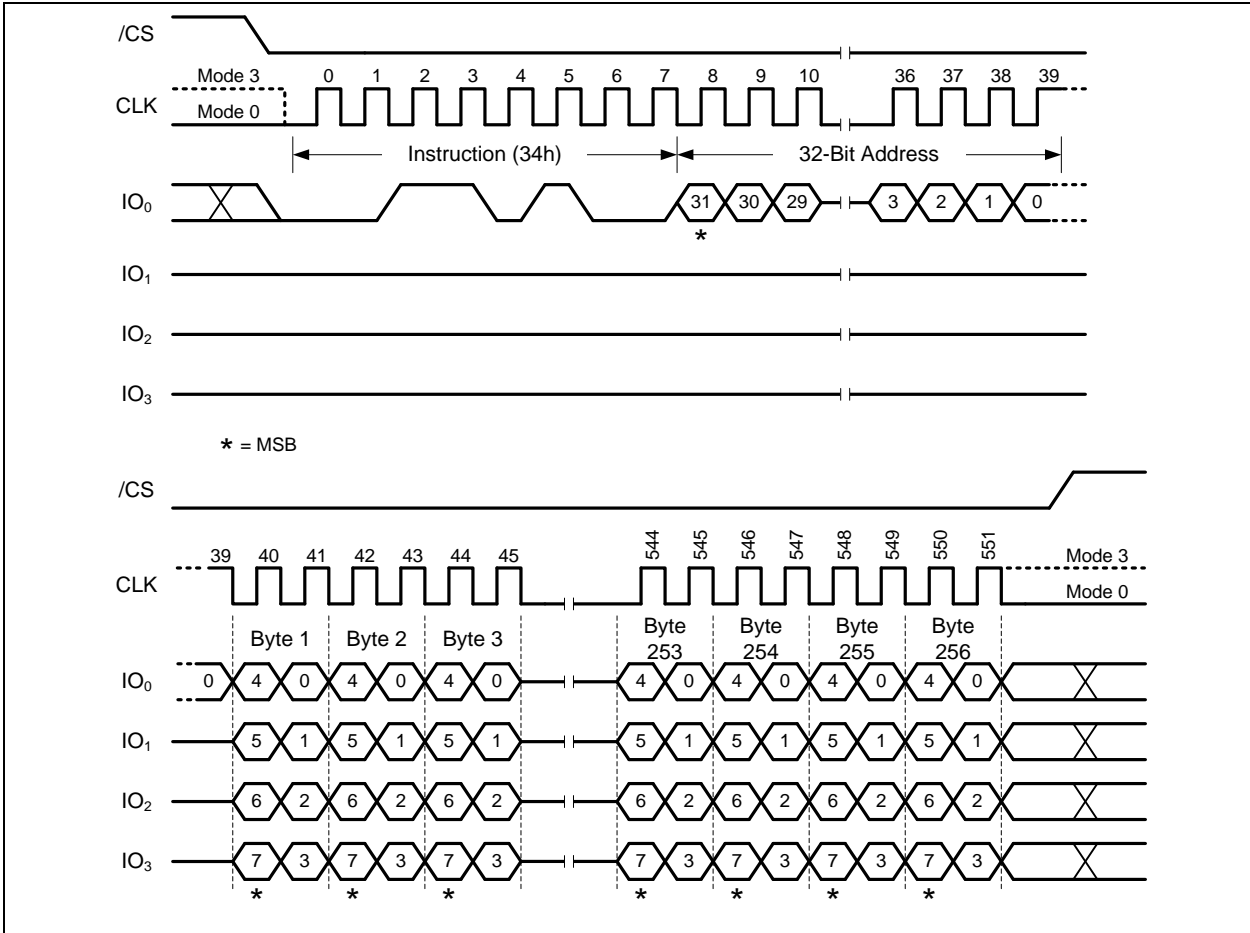 /CS
Mode 3 0 1 2 3 4 5 6 7 8 9 10 36 37 38 39
CLK
Mode 0
Instruction (34h) 32-Bit Address
IO₀ 31 30 29 3 2 1 0
*
IO₁
IO₂
IO₃
* = MSB
/CS
39 40 41 42 43 44 45 544 545 546 547 548 549 550 551 Mode 3
CLK
Mode 0
Byte 1 Byte 2 Byte 3 Byte 253 Byte 254 Byte 255 Byte 256
IO₀ 0 4 0 4 0 4 0 4 0 4 0 4 0 4 0
IO₁ 5 1 5 1 5 1 5 1 5 1 5 1 5 1
IO₂ 6 2 6 2 6 2 6 2 6 2 6 2 6 2
IO₃ 7 3 7 3 7 3 7 3 7 3 7 3 7 3
* * * * * * *